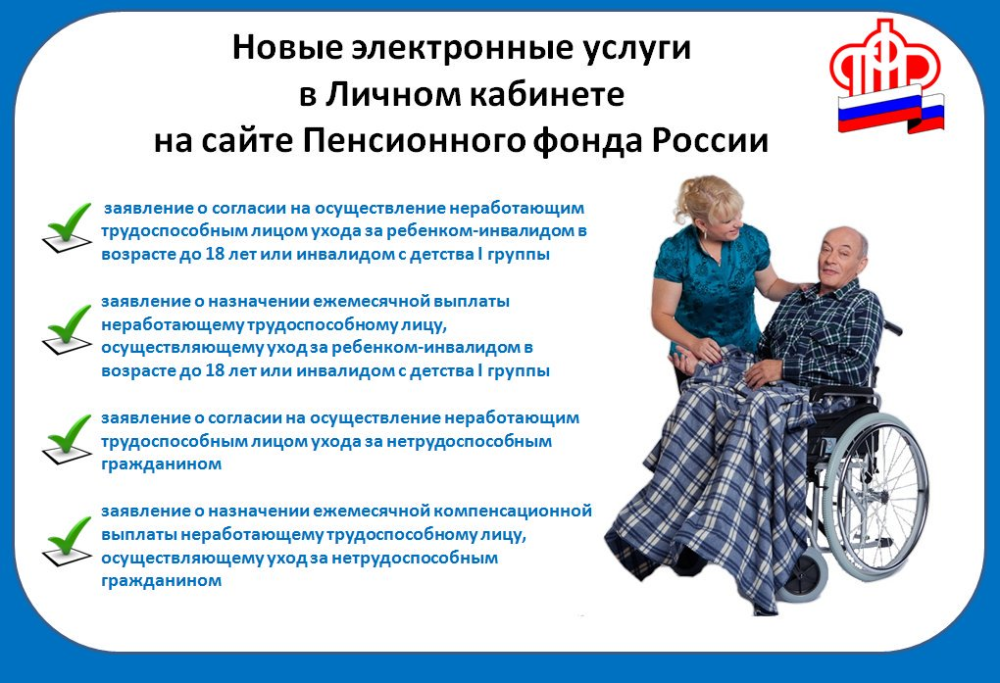 Новые электронные услуги
в Личном кабинете
на сайте Пенсионного фонда России
заявление о согласии на осуществление неработающим
трудоспособным лицом ухода за ребенком-инвалидом в
возрасте до 18 лет или инвалидом с детства I группы
заявление о назначении ежемесячной выплаты
неработающему трудоспособному лицу,
осуществляющему уход за ребенком-инвалидом в
возрасте до 18 лет или инвалидом с детства I группы
заявление о согласии на осуществление неработающим
трудоспособным лицом ухода за нетрудоспособным
гражданином
заявление о назначении ежемесячной компенсационной
выплаты неработающему трудоспособному лицу,
осуществляющему уход за нетрудоспособным
гражданином